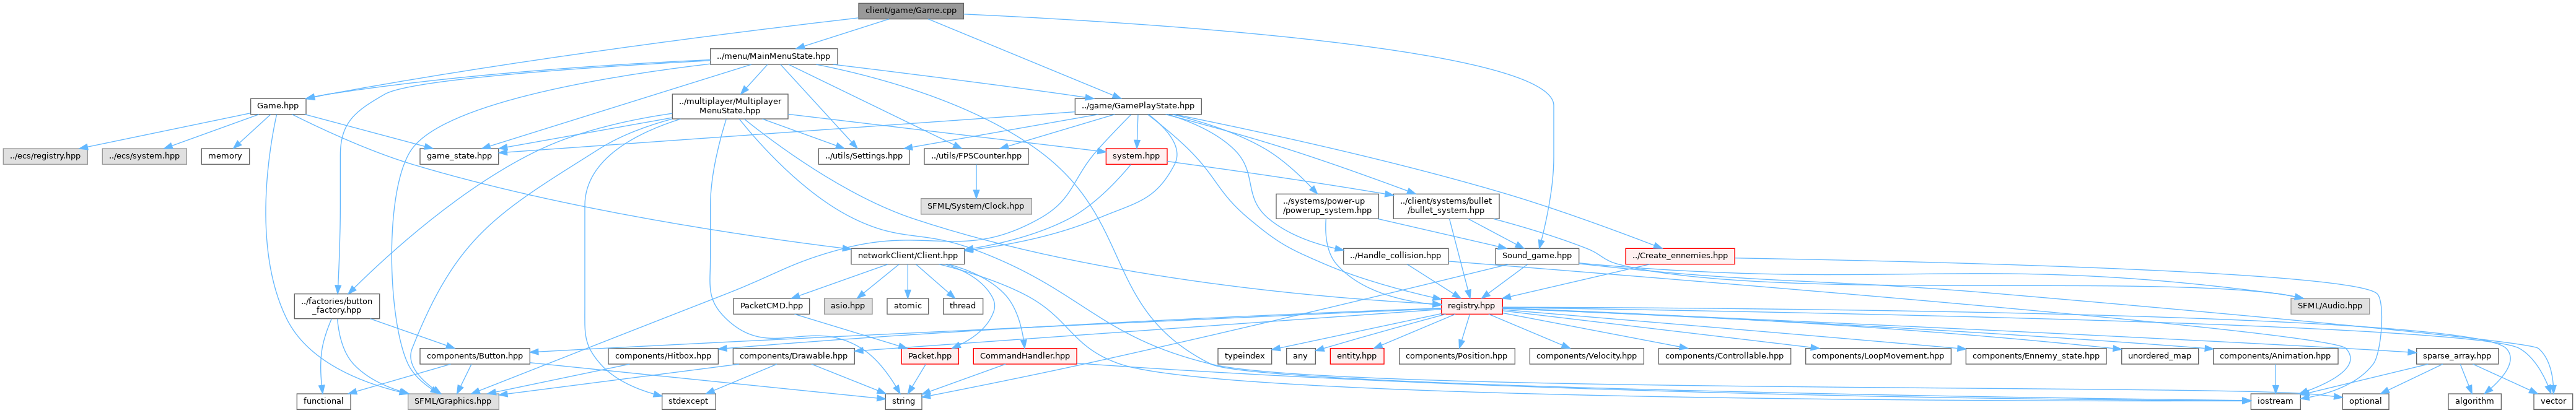 client/game/Game.cpp
../menu/MainMenuState.hpp
../multiplayer/Multiplayer
MenuState.hpp
Game.hpp
../game/GamePlayState.hpp
../ecs/registry.hpp
../ecs/system.hpp
memory
game_state.hpp
../utils/Settings.hpp
../utils/FPSCounter.hpp
system.hpp
SFML/System/Clock.hpp
../systems/power-up
/powerup_system.hpp
../client/systems/bullet
/bullet_system.hpp
networkClient/Client.hpp
../Handle_collision.hpp
Sound_game.hpp
../Create_ennemies.hpp
../factories/button
_factory.hpp
PacketCMD.hpp
asio.hpp
atomic
thread
registry.hpp
SFML/Audio.hpp
components/Button.hpp
components/Hitbox.hpp
components/Drawable.hpp
Packet.hpp
CommandHandler.hpp
typeindex
any
entity.hpp
components/Position.hpp
components/Velocity.hpp
components/Controllable.hpp
components/LoopMovement.hpp
components/Ennemy_state.hpp
unordered_map
components/Animation.hpp
sparse_array.hpp
functional
SFML/Graphics.hpp
stdexcept
string
iostream
optional
algorithm
vector